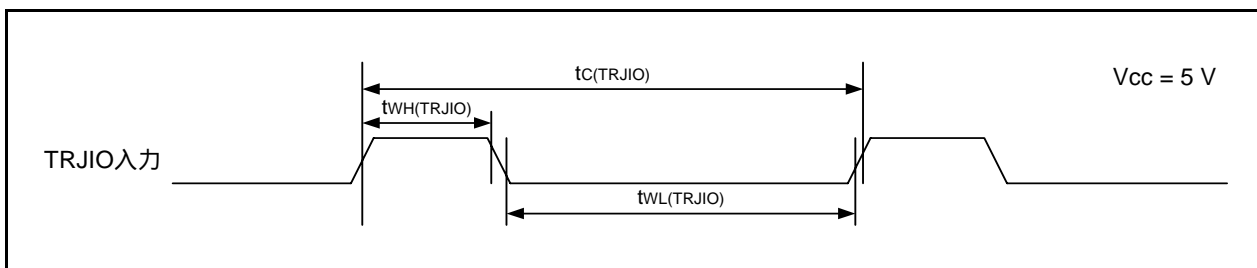 tC(TRJIO)
Vcc = 5 V
tWH(TRJIO)
TRJIO入力
tWL(TRJIO)